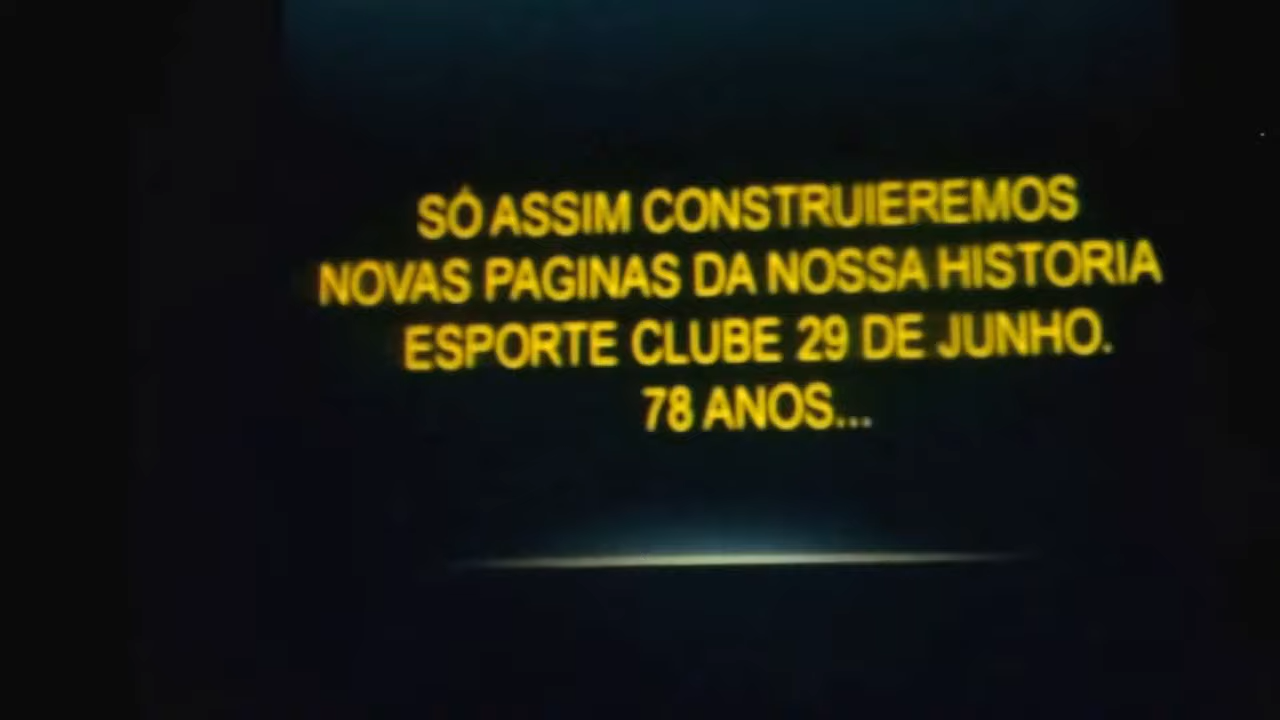 SÓ ASSIM CONSTRUIEREMOS
NOVAS PAGINAS DA NOSSA HISTORIA
ESPORTE CLUBE 29 DE JUNHO.
78 ANOS...